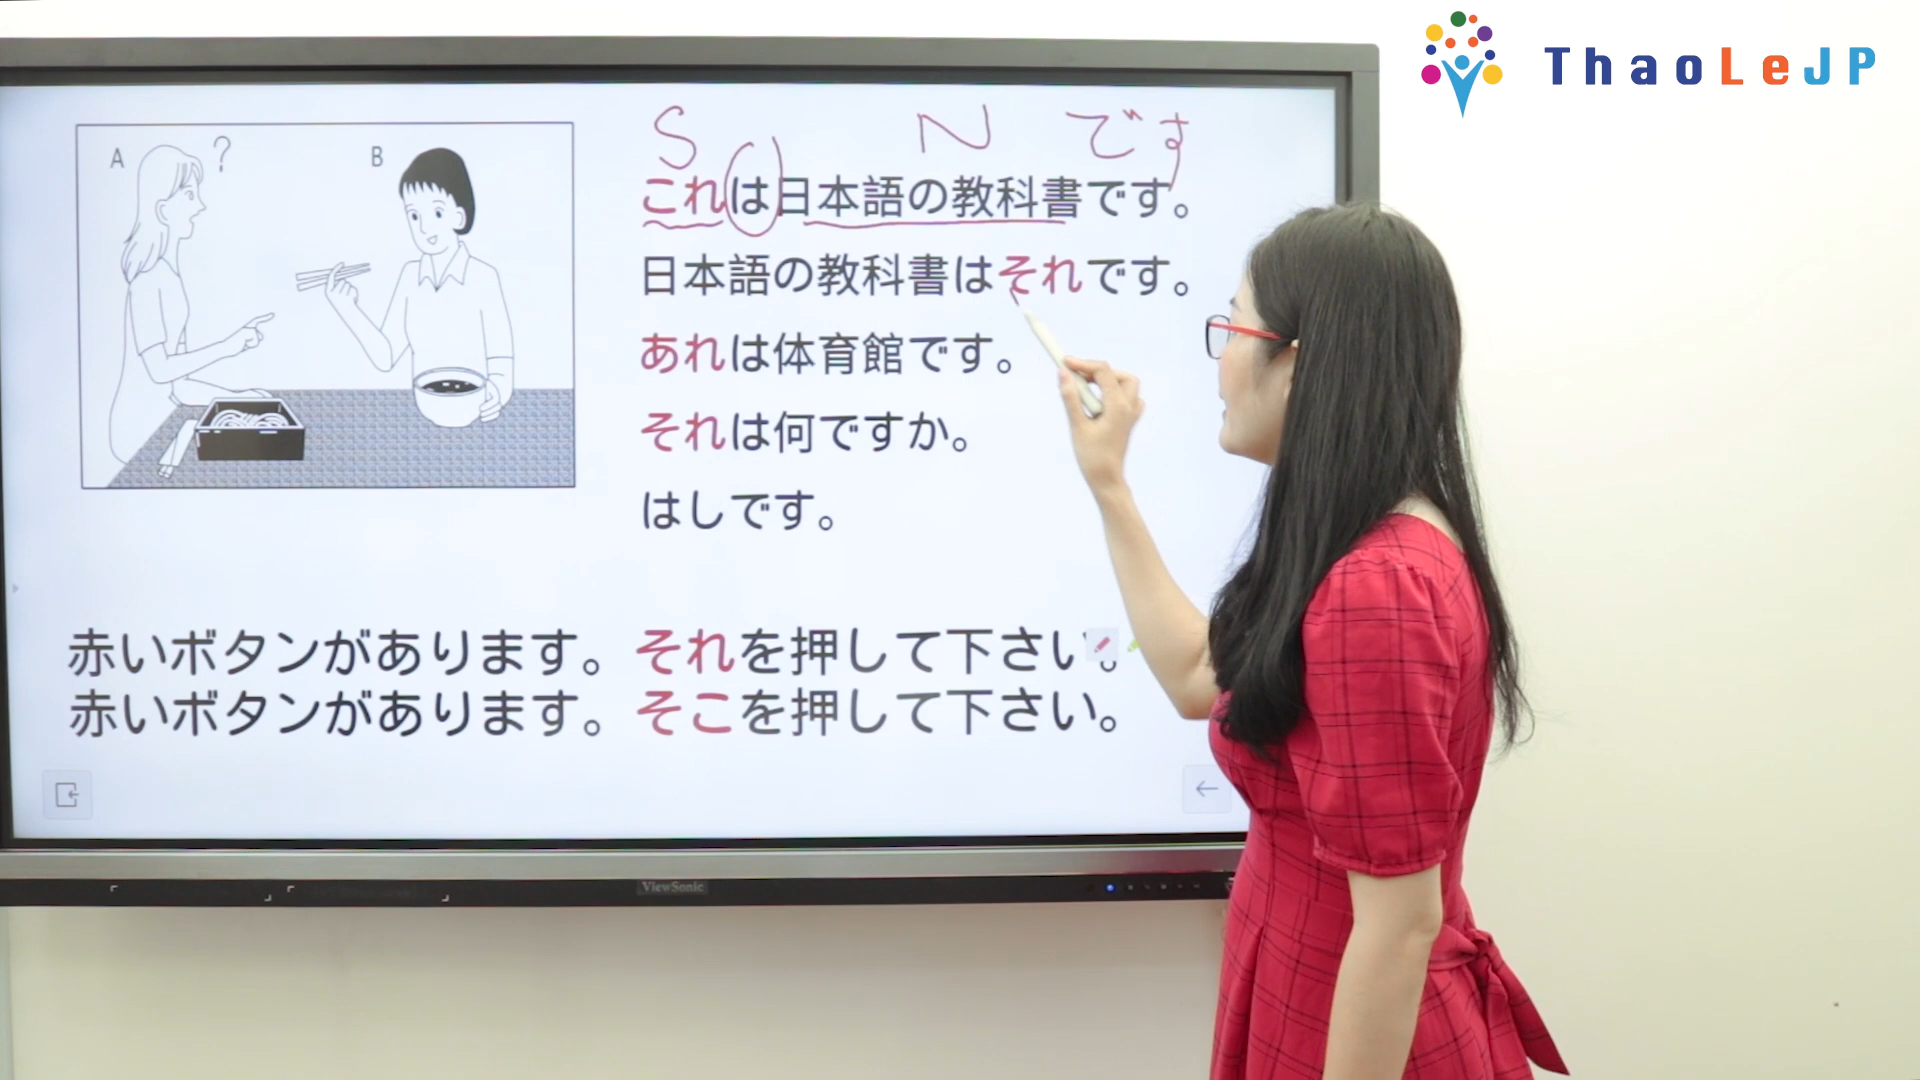 ThaoLeJP
S N です
A ? B
これは日本語の教科書です。
日本語の教科書はそれです。
あれは体育館です。
それは何ですか。
はしです。
赤いボタンがあります。それを押して下さい。
赤いボタンがあります。そこを押して下さい。
ViewSonic